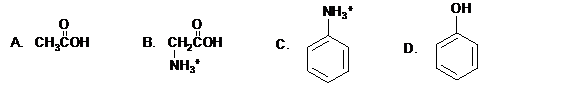 NH₃⁺
OH
O
O
A. CH₃COH
B. CH₂COH
C.
D.
NH₃⁺